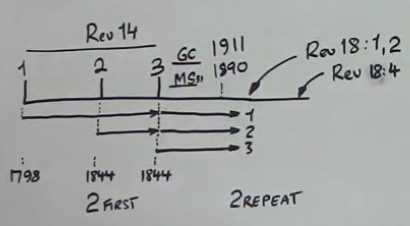 Rev 14
GC 1911
MS" 1890
Rev 18:1,2
Rev 18:4
1 2 3
1
2
3
1798 1844 1844
2 FIRST 2 REPEAT